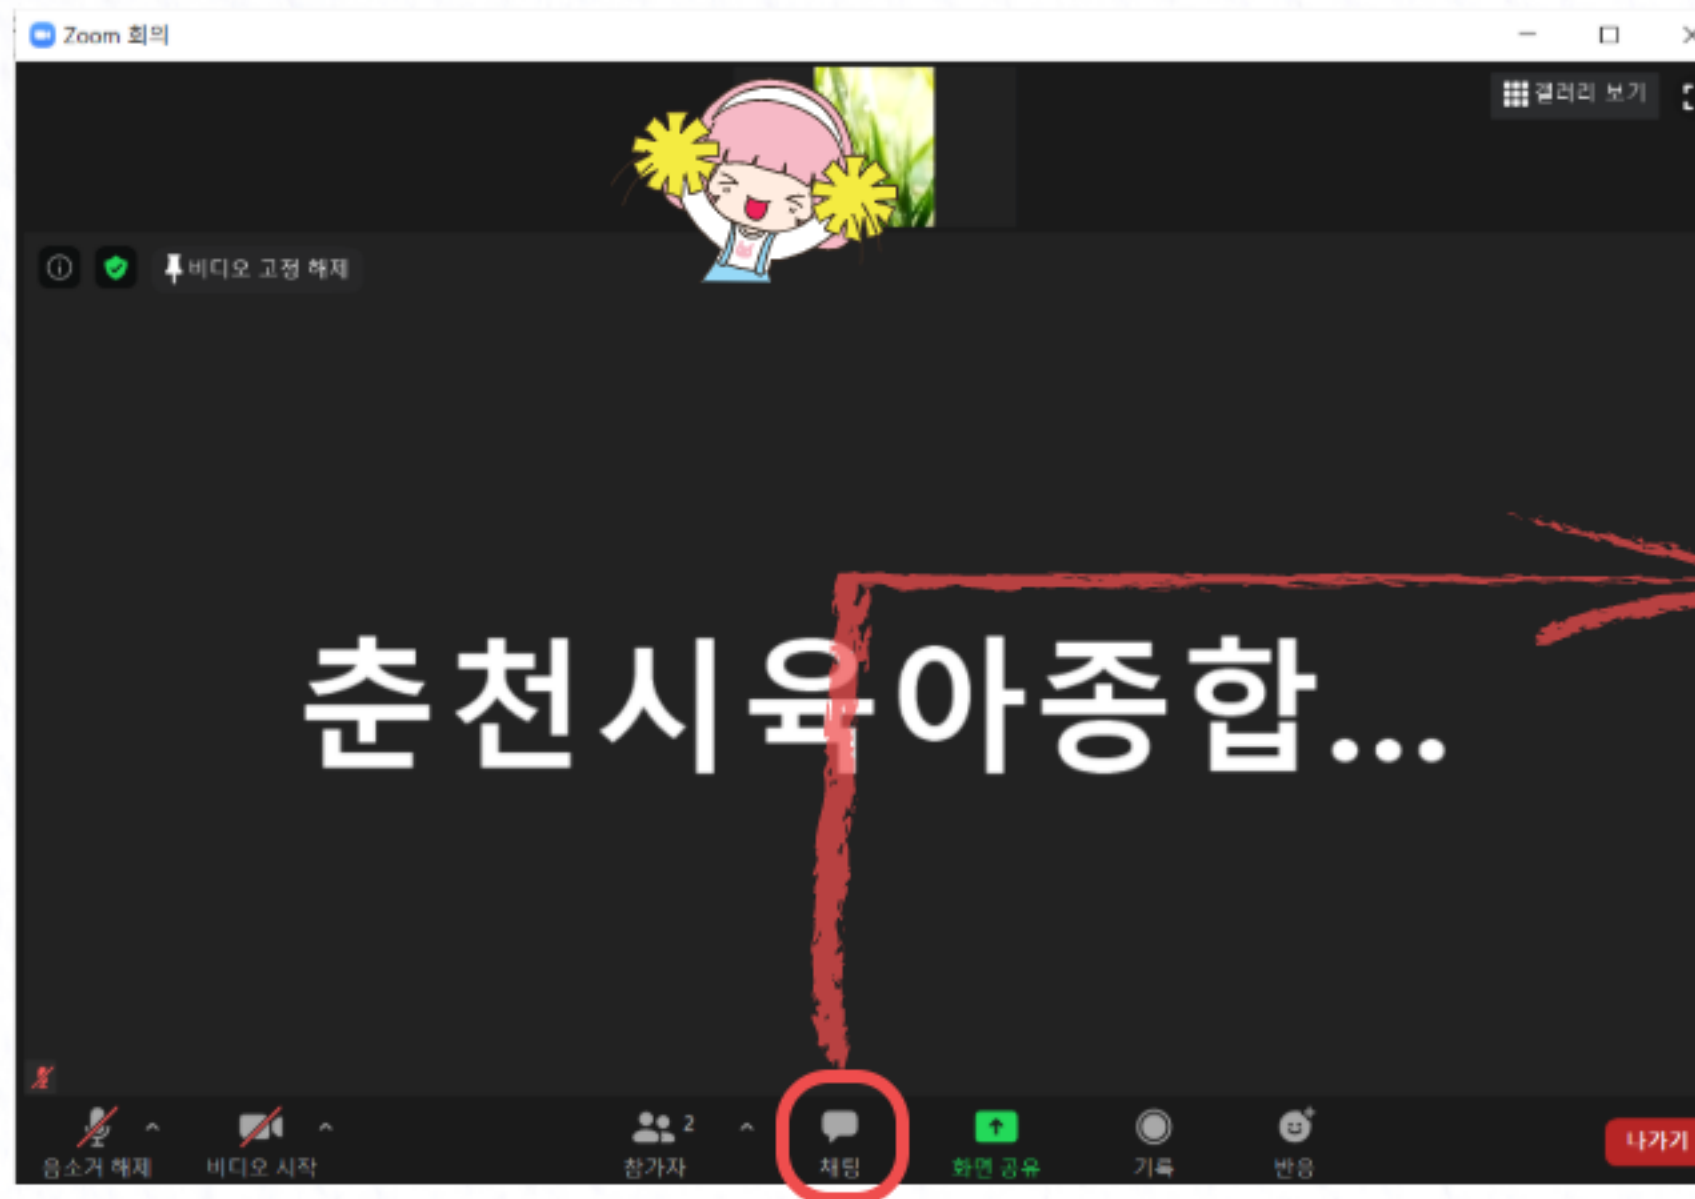 Zoom 회의
갤러리 보기
비디오 고정 해제
춘천시육아종합...
음소거 해제
비디오 시작
참가자
2
채팅
화면 공유
기록
반응
나가기